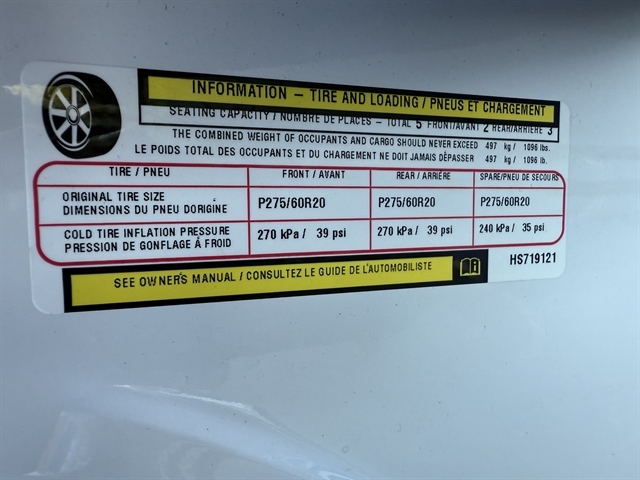 INFORMATION – TIRE AND LOADING / PNEUS ET CHARGEMENT
SEATING CAPACITY / NOMBRE DE PLACES – TOTAL 5 FRONT/AVANT 2 REAR/ARRIÈRE 3
THE COMBINED WEIGHT OF OCCUPANTS AND CARGO SHOULD NEVER EXCEED 497 kg / 1096 lbs.
LE POIDS TOTAL DES OCCUPANTS ET DU CHARGEMENT NE DOIT JAMAIS DÉPASSER 497 kg / 1096 lb.
TIRE / PNEU FRONT / AVANT REAR / ARRIÈRE SPARE/PNEU DE SECOURS
ORIGINAL TIRE SIZE
DIMENSIONS DU PNEU DORIGINE P275/60R20 P275/60R20 P275/60R20
COLD TIRE INFLATION PRESSURE
PRESSION DE GONFLAGE À FROID 270 kPa / 39 psi 270 kPa / 39 psi 240 kPa / 35 psi
SEE OWNER'S MANUAL / CONSULTEZ LE GUIDE DE L'AUTOMOBILISTE
HS719121